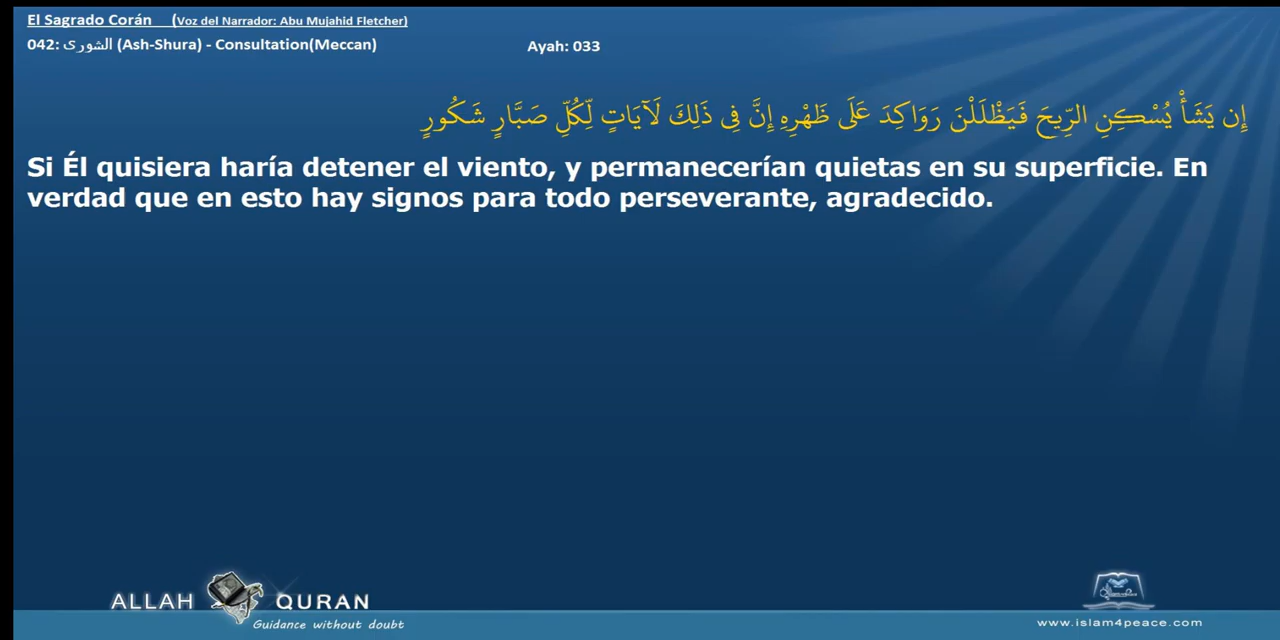 El Sagrado Corán (Voz del Narrador: Abu Mujahid Fletcher)
042: الشورى (Ash-Shura) - Consultation(Meccan) Ayah: 033
إِن يَشَأْ يُسْكِنِ الرِّيحَ فَيَظْلَلْنَ رَوَاكِدَ عَلَى ظَهْرِهِ إِنَّ فِي ذَلِكَ لَآيَاتٍ لِّكُلِّ صَبَّارٍ شَكُورٍ
Si Él quisiera haría detener el viento, y permanecerían quietas en su superficie. En
verdad que en esto hay signos para todo perseverante, agradecido.
ALLAH QURAN
Guidance without doubt
www.islam4peace.com